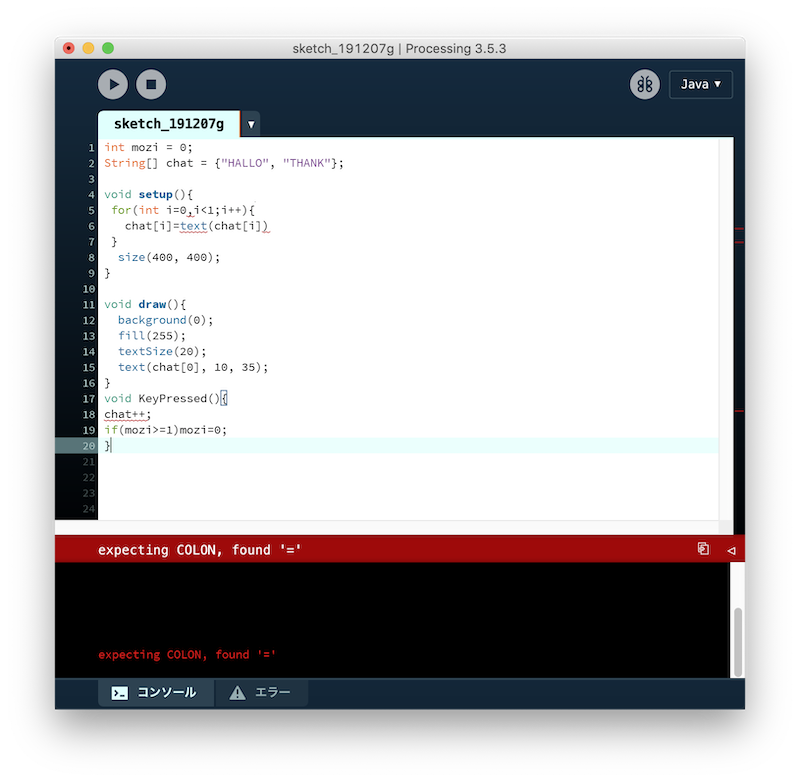 sketch_191207g | Processing 3.5.3
Java ▼
sketch_191207g ▼
1 int mozi = 0;
2 String[] chat = {"HALLO", "THANK"};
3
4 void setup(){
5  for(int i=0,i<1;i++){
6    chat[i]=text(chat[i])
7  }
8   size(400, 400);
9 }
10
11 void draw(){
12   background(0);
13   fill(255);
14   textSize(20);
15   text(chat[0], 10, 35);
16 }
17 void KeyPressed(){
18 chat++;
19 if(mozi>=1)mozi=0;
20 }
21
22
23
24
expecting COLON, found '='
expecting COLON, found '='
コンソール エラー